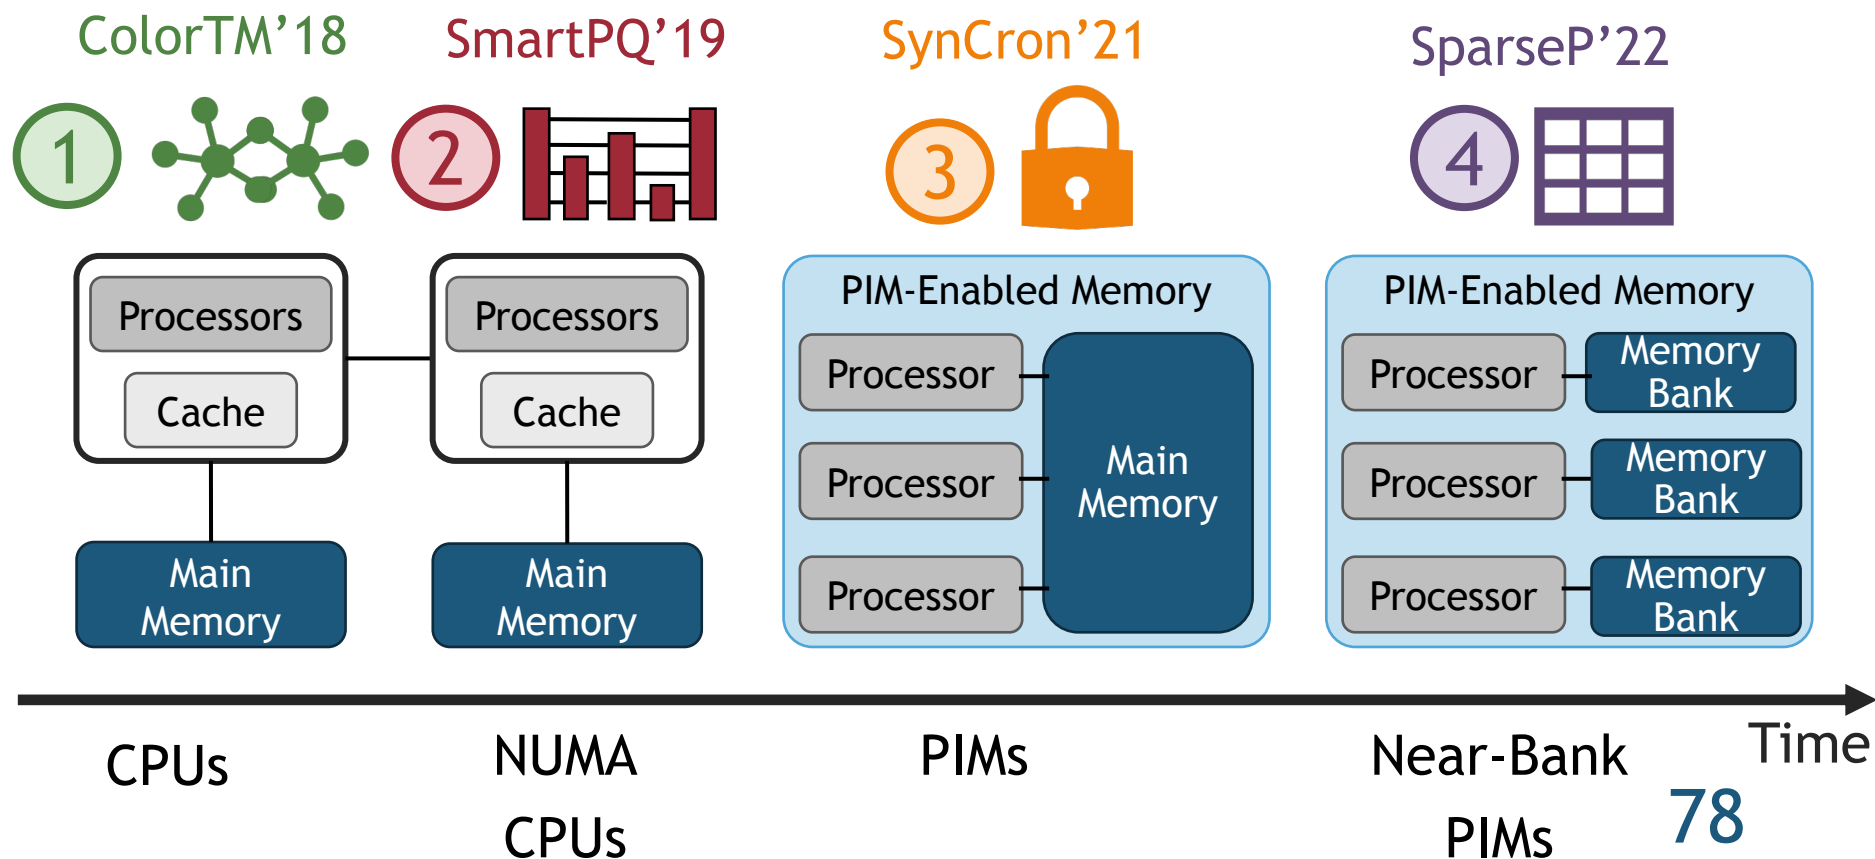 ColorTM’18
SmartPQ’19
SynCron’21
SparseP’22
1
2
3
4
Processors
Cache
Main
Memory
Processors
Cache
Main
Memory
PIM-Enabled Memory
Processor
Processor
Processor
Main
Memory
PIM-Enabled Memory
Processor
Memory
Bank
Processor
Memory
Bank
Processor
Memory
Bank
Time
CPUs
NUMA
CPUs
PIMs
Near-Bank
PIMs
78